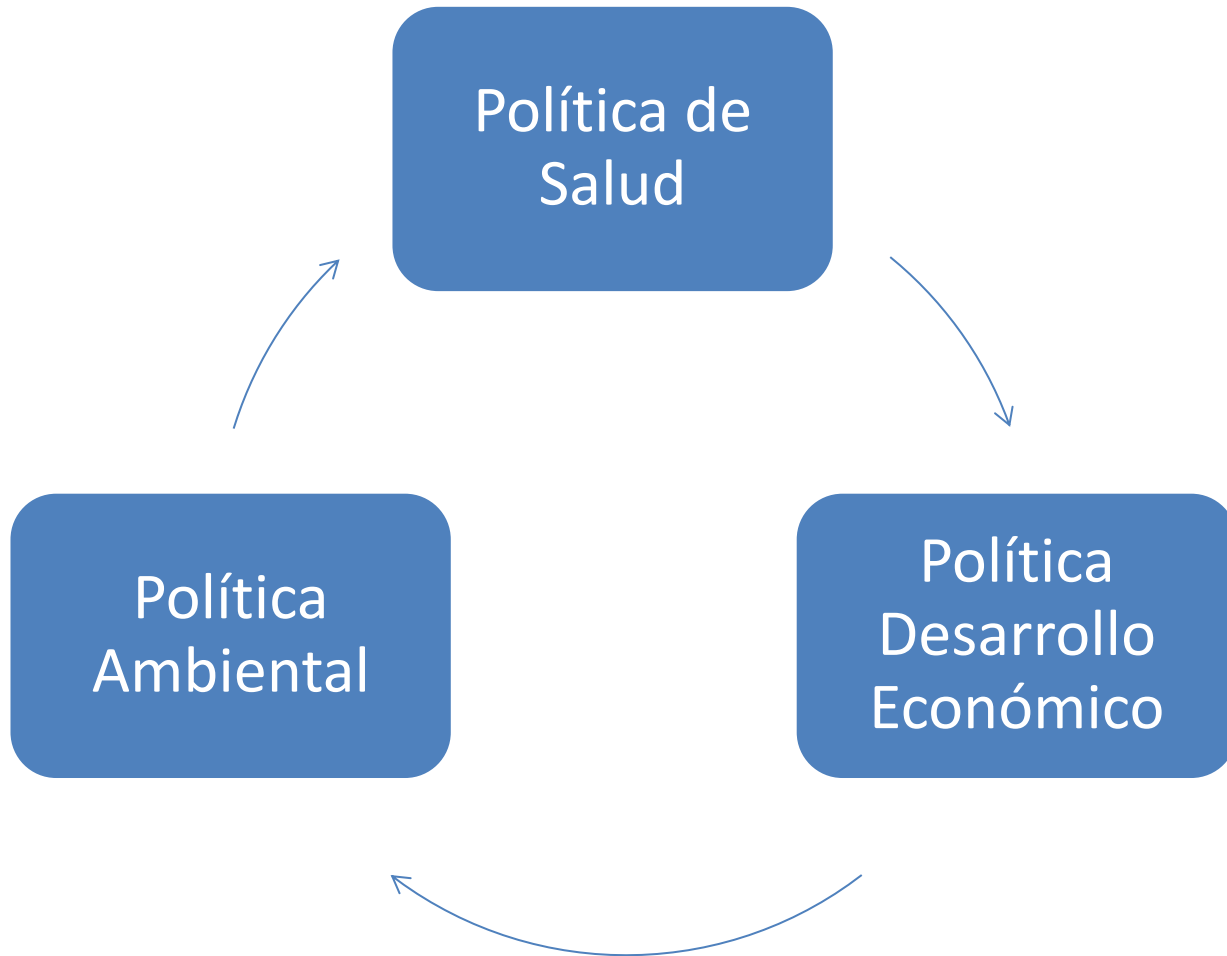 Política de
Salud
Política
Desarrollo
Económico
Política
Ambiental